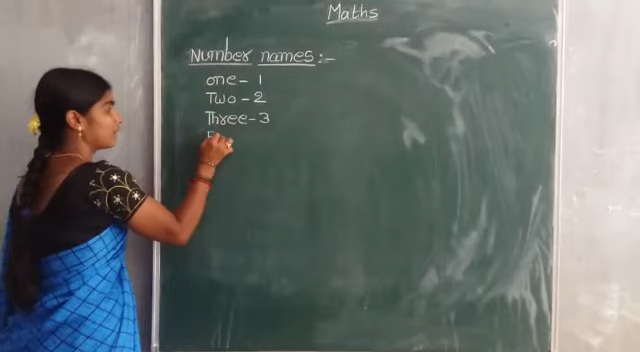 Maths
Number names:-
one - 1
Two - 2
Three - 3
F